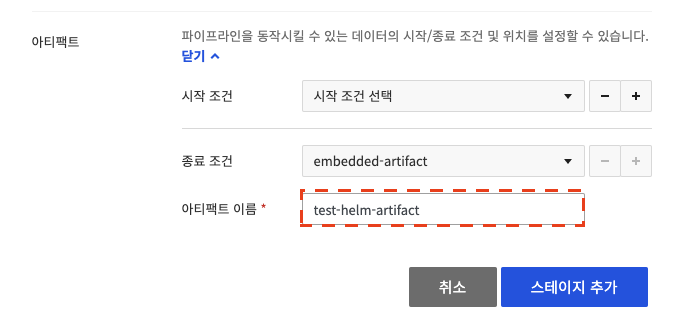 아티팩트
파이프라인을 동작시킬 수 있는 데이터의 시작/종료 조건 및 위치를 설정할 수 있습니다.
닫기
시작 조건
시작 조건 선택
종료 조건
embedded-artifact
아티팩트 이름 *
test-helm-artifact
취소
스테이지 추가